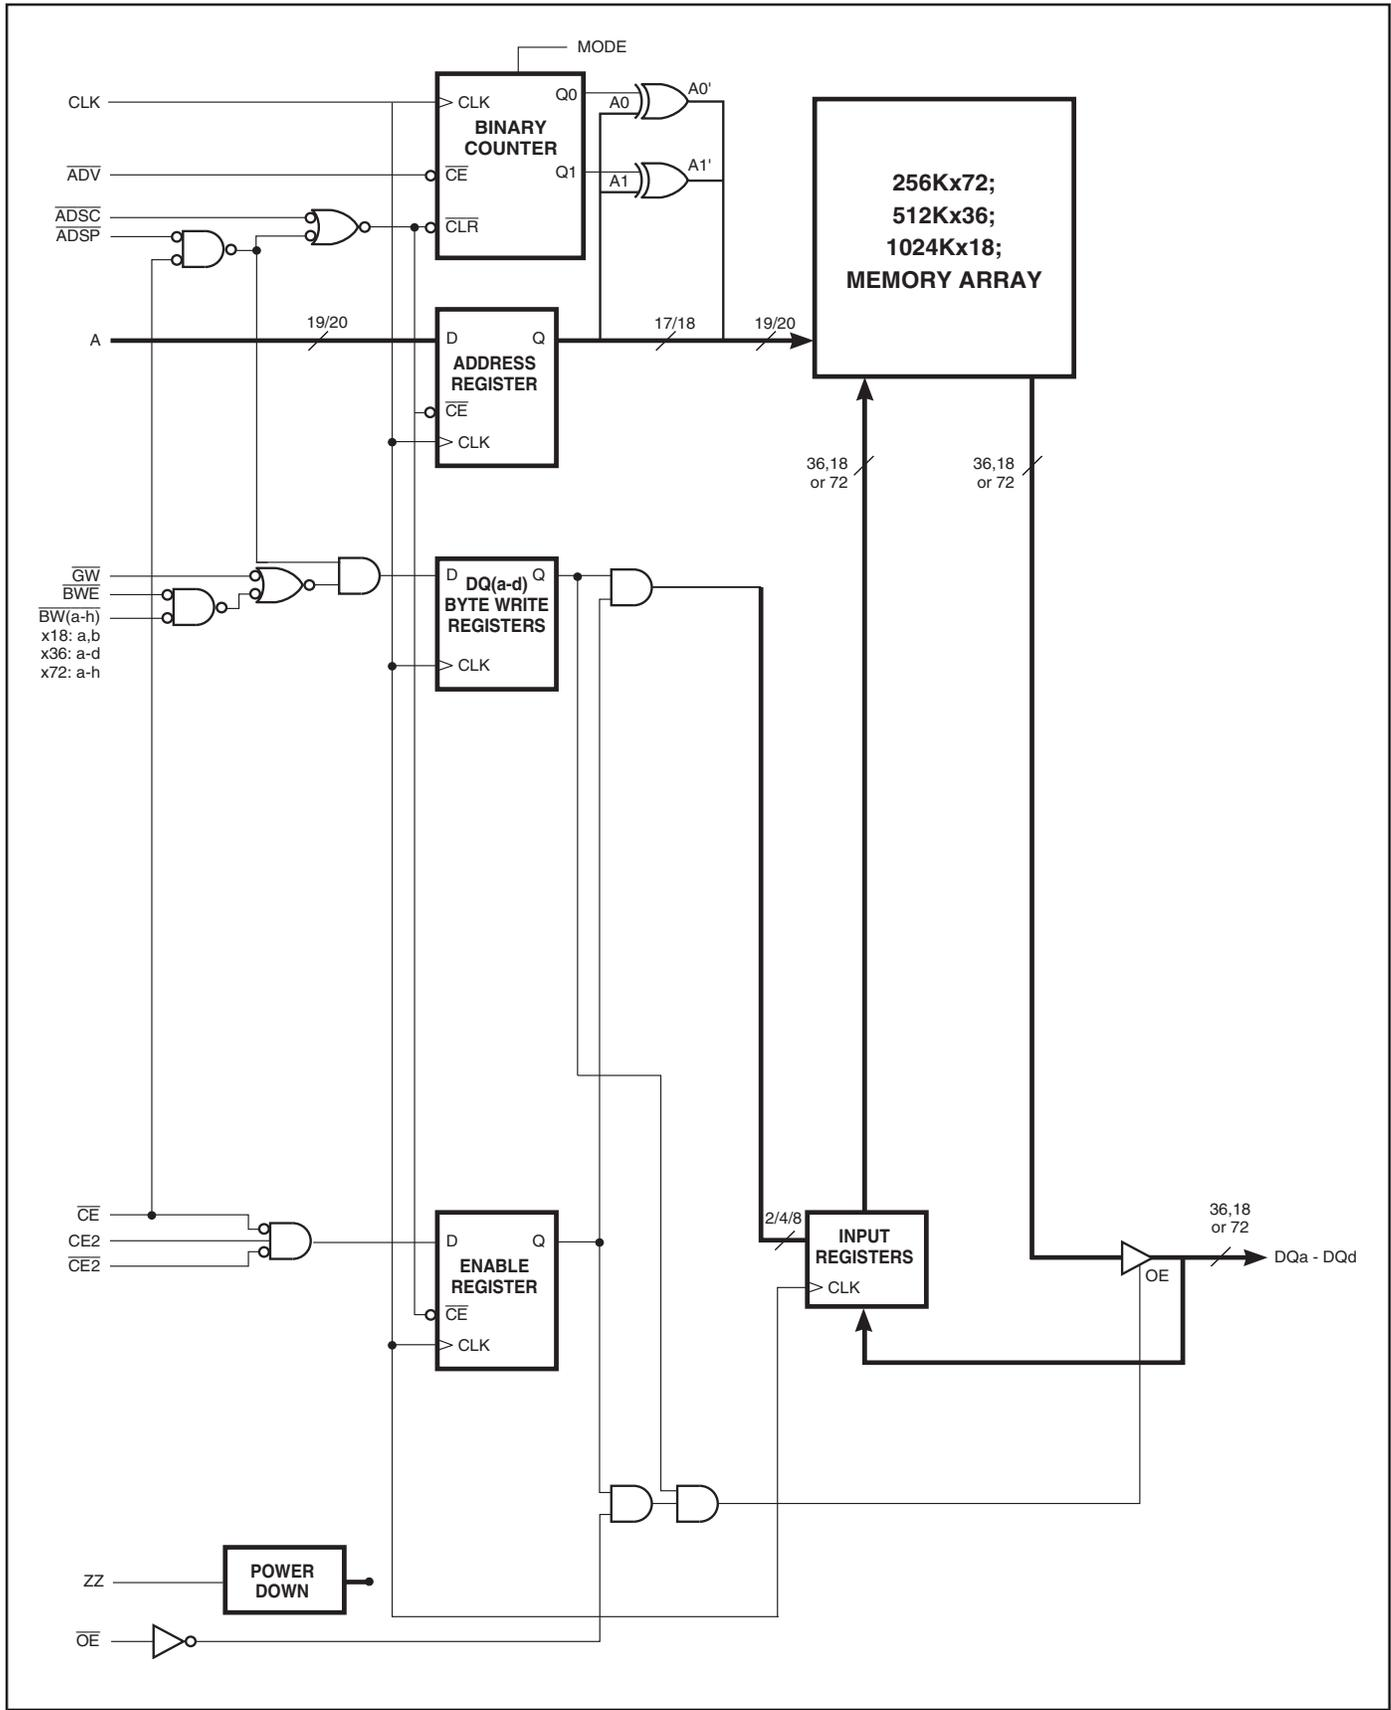 MODE
CLK
CLK
Q0
A0
A0'
BINARY
COUNTER
ADV
CE
Q1
A1
A1'
ADSC
ADSP
CLR
256Kx72;
512Kx36;
1024Kx18;
MEMORY ARRAY
A
19/20
D
Q
17/18
19/20
ADDRESS
REGISTER
CE
CLK
36,18
or 72
36,18
or 72
GW
BWE
BW(a-h)
x18: a,b
x36: a-d
x72: a-h
D
Q
DQ(a-d)
BYTE WRITE
REGISTERS
CLK
CE
CE2
CE2
D
Q
ENABLE
REGISTER
CE
CLK
2/4/8
INPUT
REGISTERS
CLK
36,18
or 72
OE
DQa - DQd
ZZ
POWER
DOWN
OE